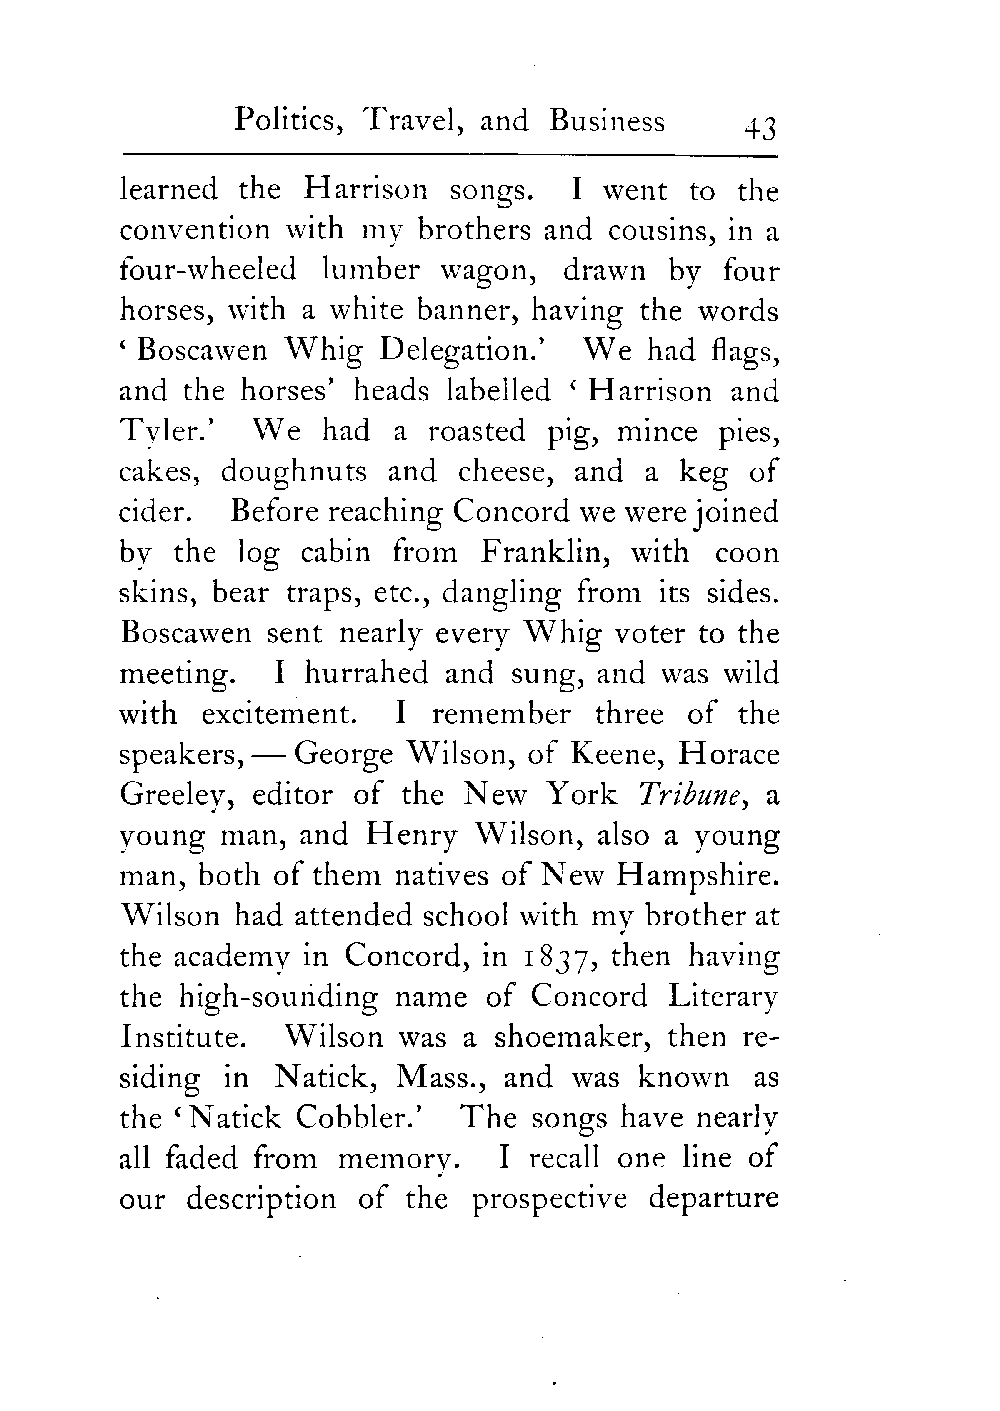 Politics, Travel, and Business 43
learned the Harrison songs. I went to the
convention with my brothers and cousins, in a
four-wheeled lumber wagon, drawn by four
horses, with a white banner, having the words
‘ Boscawen Whig Delegation.’ We had flags,
and the horses’ heads labelled ‘ Harrison and
Tyler.’ We had a roasted pig, mince pies,
cakes, doughnuts and cheese, and a keg of
cider. Before reaching Concord we were joined
by the log cabin from Franklin, with coon
skins, bear traps, etc., dangling from its sides.
Boscawen sent nearly every Whig voter to the
meeting. I hurrahed and sung, and was wild
with excitement. I remember three of the
speakers, — George Wilson, of Keene, Horace
Greeley, editor of the New York Tribune, a
young man, and Henry Wilson, also a young
man, both of them natives of New Hampshire.
Wilson had attended school with my brother at
the academy in Concord, in 1837, then having
the high-sounding name of Concord Literary
Institute. Wilson was a shoemaker, then re-
siding in Natick, Mass., and was known as
the ‘ Natick Cobbler.’ The songs have nearly
all faded from memory. I recall one line of
our description of the prospective departure